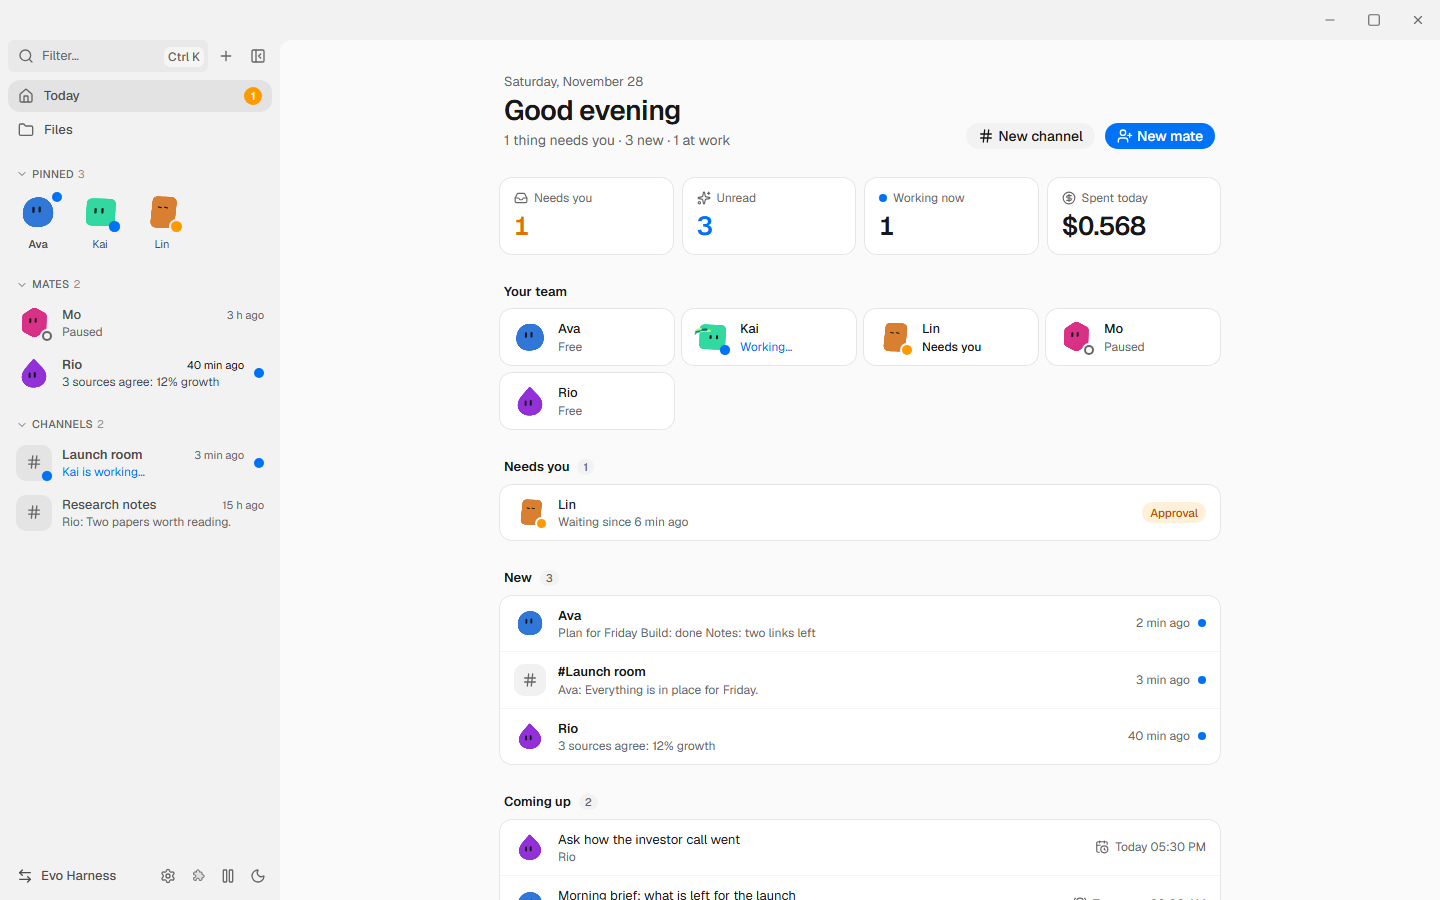 Filter...
Ctrl K
Today
1
Files
PINNED 3
Ava
Kai
Lin
MATES 2
Mo
3 h ago
Paused
Rio
40 min ago
3 sources agree: 12% growth
CHANNELS 2
Launch room
3 min ago
Kai is working...
Research notes
15 h ago
Rio: Two papers worth reading.
Evo Harness
Saturday, November 28
Good evening
1 thing needs you · 3 new · 1 at work
New channel
New mate
Needs you
1
Unread
3
Working now
1
Spent today
$0.568
Your team
Ava
Free
Kai
Working...
Lin
Needs you
Mo
Paused
Rio
Free
Needs you 1
Lin
Waiting since 6 min ago
Approval
New 3
Ava
Plan for Friday Build: done Notes: two links left
2 min ago
#Launch room
Ava: Everything is in place for Friday.
3 min ago
Rio
3 sources agree: 12% growth
40 min ago
Coming up 2
Ask how the investor call went
Rio
Today 05:30 PM
Morning brief: what is left for the launch